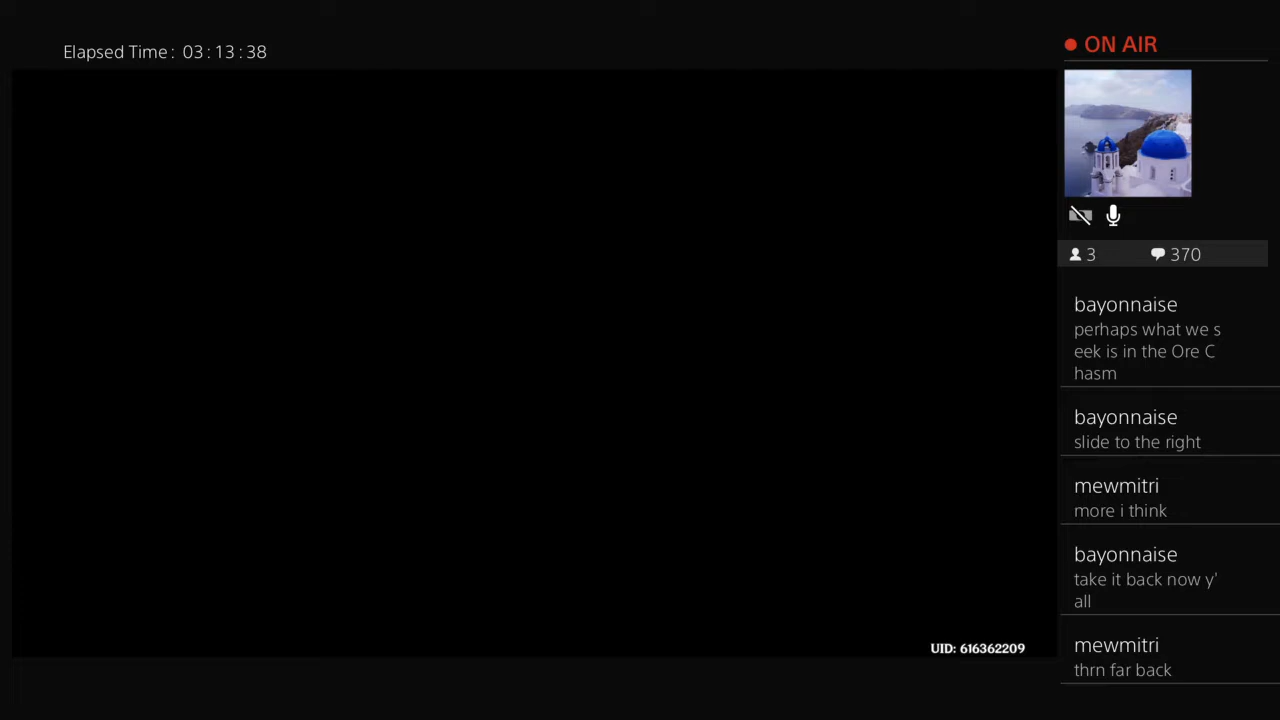 Elapsed Time: 03:13:38
ON AIR
3 370
bayonnaise
perhaps what we s
eek is in the Ore C
hasm
bayonnaise
slide to the right
mewmitri
more i think
bayonnaise
take it back now y'
all
mewmitri
thrn far back
UID: 616362209